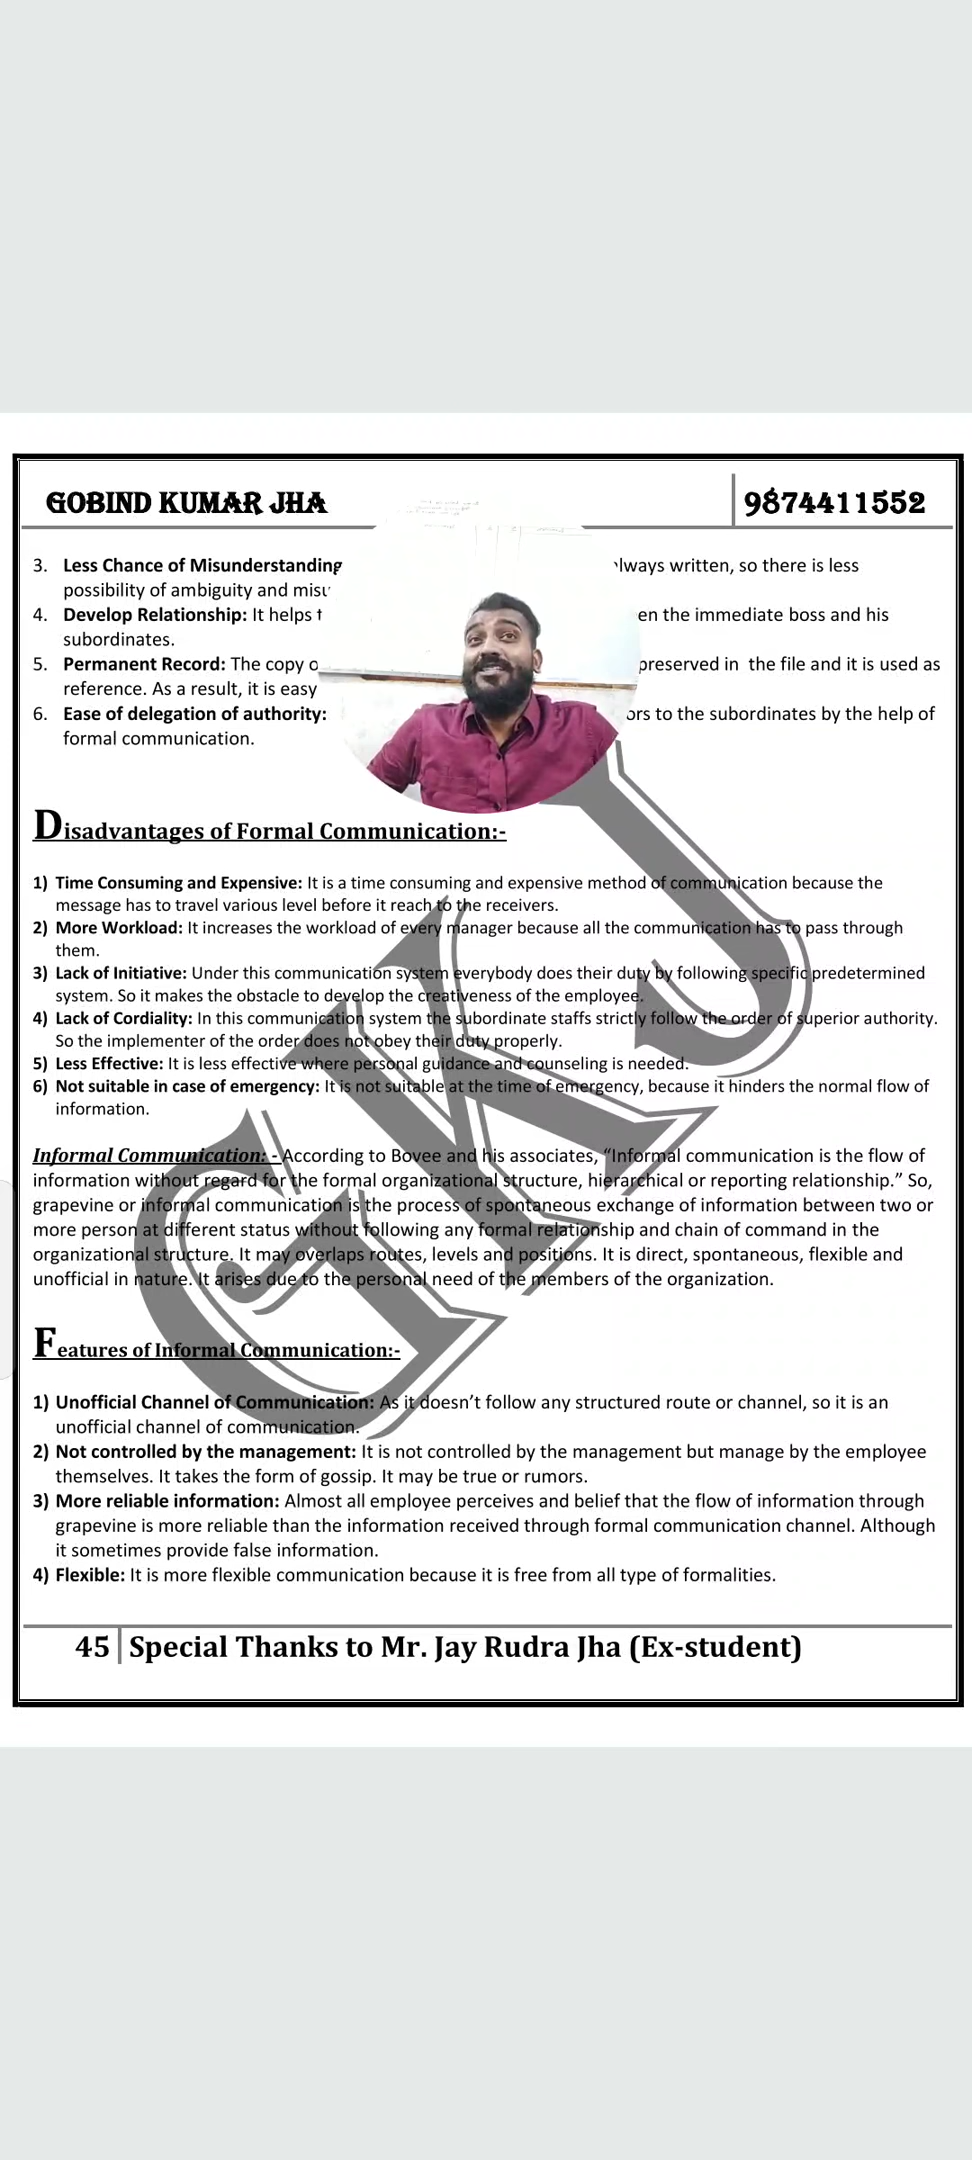 GOBIND KUMAR JHA 9874411552
3. Less Chance of Misunderstanding lways written, so there is less
possibility of ambiguity and
4. Develop Relationship: It helps en the immediate boss and his
subordinates.
5. Permanent Record: The copy preserved in the file and it is used as
reference. As a result, it is easy
6. Ease of delegation of authority: ors to the subordinates by the help of
formal communication.
Disadvantages of Formal Communication:-
1) Time Consuming and Expensive: It is a time consuming and expensive method of communication because the
message has to travel various level before it reach to the receivers.
2) More Workload: It increases the workload of every manager because all the communication has to pass through
them.
3) Lack of Initiative: Under this communication system everybody does their duty by following specific predetermined
system. So it makes the obstacle to develop the creativeness of the employee.
4) Lack of Cordiality: In this communication system the subordinate staffs strictly follow the order of superior authority.
So the implementer of the order does not obey their duty properly.
5) Less Effective: It is less effective where personal guidance and counseling is needed.
6) Not suitable in case of emergency: It is not suitable at the time of emergency, because it hinders the normal flow of
information.
Informal Communication: - According to Bovee and his associates, “Informal communication is the flow of
information without regard for the formal organizational structure, hierarchical or reporting relationship.” So,
grapevine or informal communication is the process of spontaneous exchange of information between two or
more person at different status without following any formal relationship and chain of command in the
organizational structure. It may overlaps routes, levels and positions. It is direct, spontaneous, flexible and
unofficial in nature. It arises due to the personal need of the members of the organization.
Features of Informal Communication:-
1) Unofficial Channel of Communication: As it doesn’t follow any structured route or channel, so it is an
unofficial channel of communication.
2) Not controlled by the management: It is not controlled by the management but manage by the employee
themselves. It takes the form of gossip. It may be true or rumors.
3) More reliable information: Almost all employee perceives and belief that the flow of information through
grapevine is more reliable than the information received through formal communication channel. Although
it sometimes provide false information.
4) Flexible: It is more flexible communication because it is free from all type of formalities.
GKJ
45 Special Thanks to Mr. Jay Rudra Jha (Ex-student)